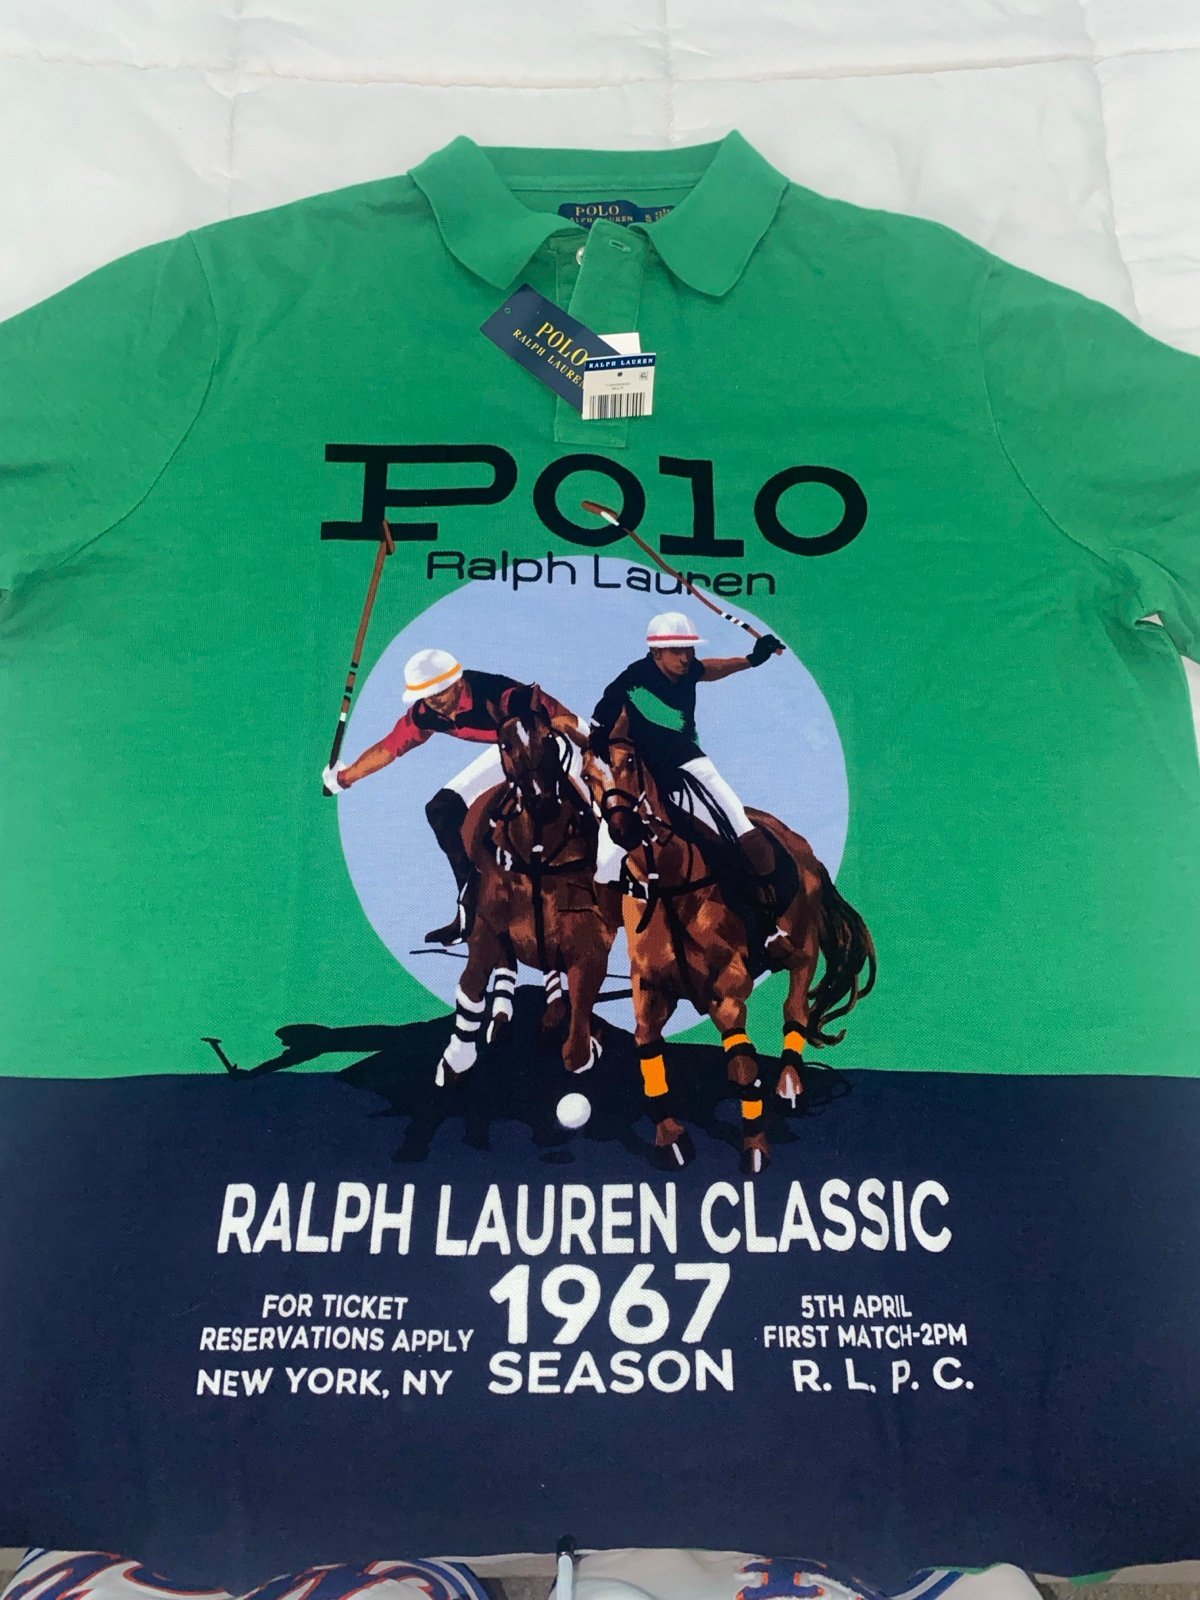 POLO
RALPH LAUREN
POLO
RALPH LAUREN
RALPH LAUREN
Polo
Ralph Lauren
RALPH LAUREN CLASSIC
1967
SEASON
FOR TICKET
RESERVATIONS APPLY
NEW YORK, NY
5TH APRIL
FIRST MATCH-2PM
R. L. P. C.